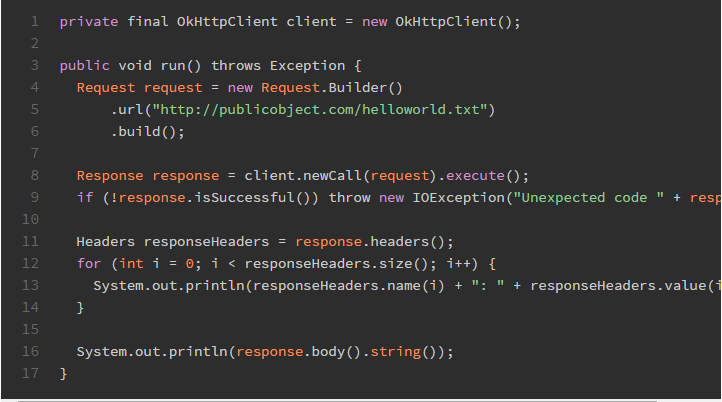 1 private final OkHttpClient client = new OkHttpClient();
2
3 public void run() throws Exception {
4   Request request = new Request.Builder()
5       .url("http://publicobject.com/helloworld.txt")
6       .build();
7
8   Response response = client.newCall(request).execute();
9   if (!response.isSuccessful()) throw new IOException("Unexpected code " + resp
10
11   Headers responseHeaders = response.headers();
12   for (int i = 0; i < responseHeaders.size(); i++) {
13     System.out.println(responseHeaders.name(i) + ": " + responseHeaders.value(i
14   }
15
16   System.out.println(response.body().string());
17 }